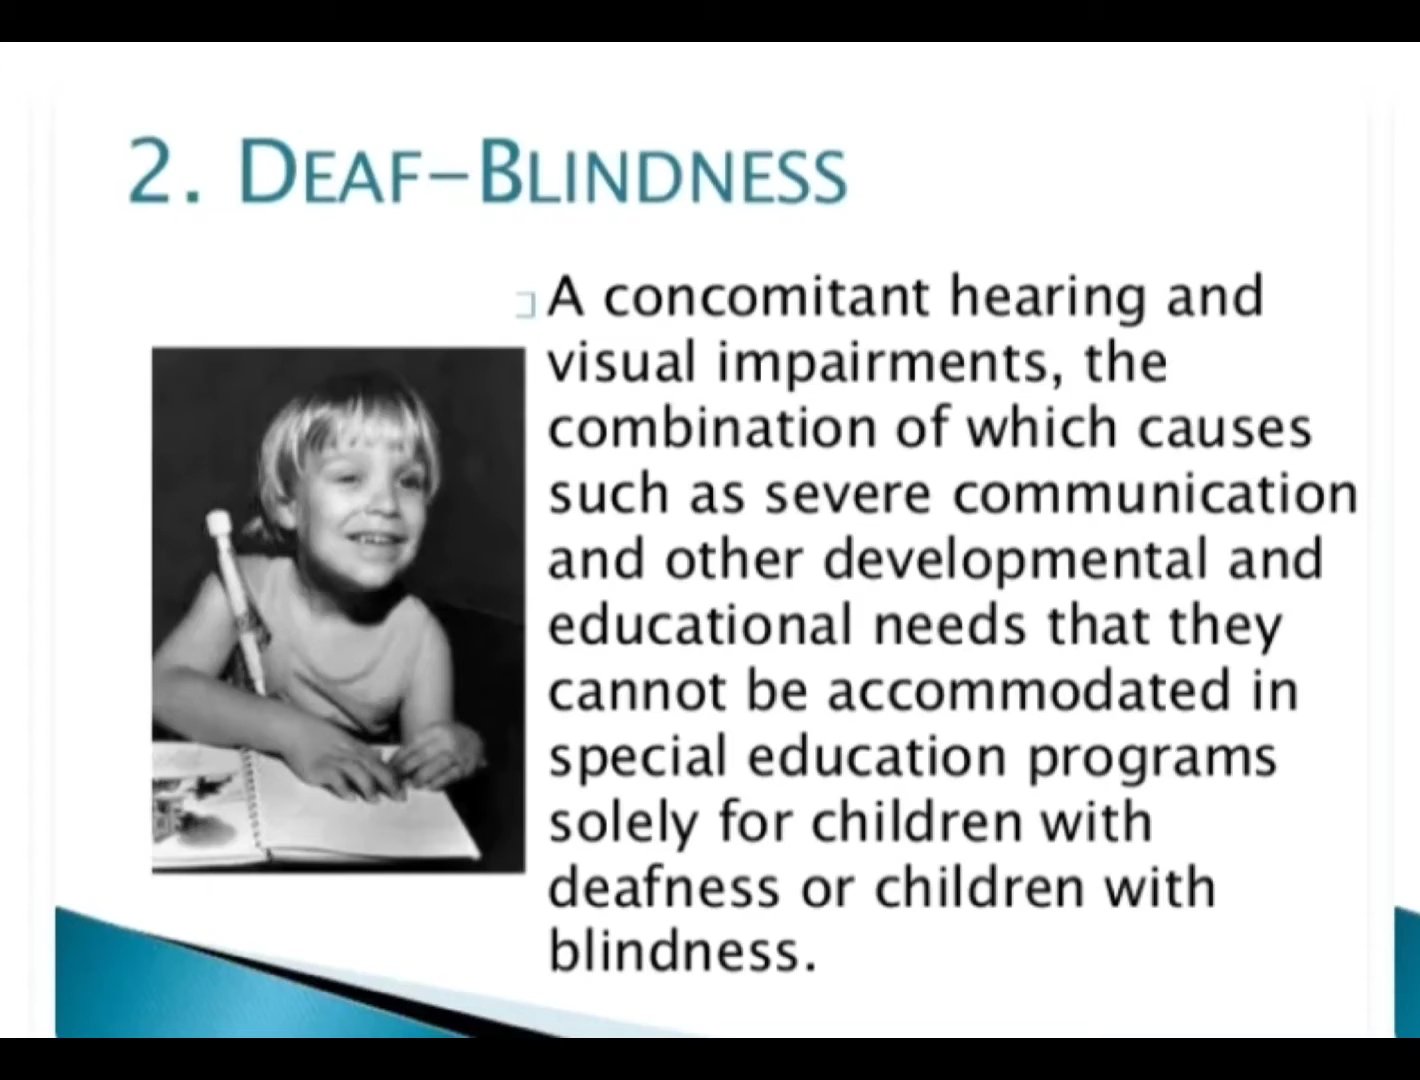 2. DEAF-BLINDNESS
A concomitant hearing and
visual impairments, the
combination of which causes
such as severe communication
and other developmental and
educational needs that they
cannot be accommodated in
special education programs
solely for children with
deafness or children with
blindness.